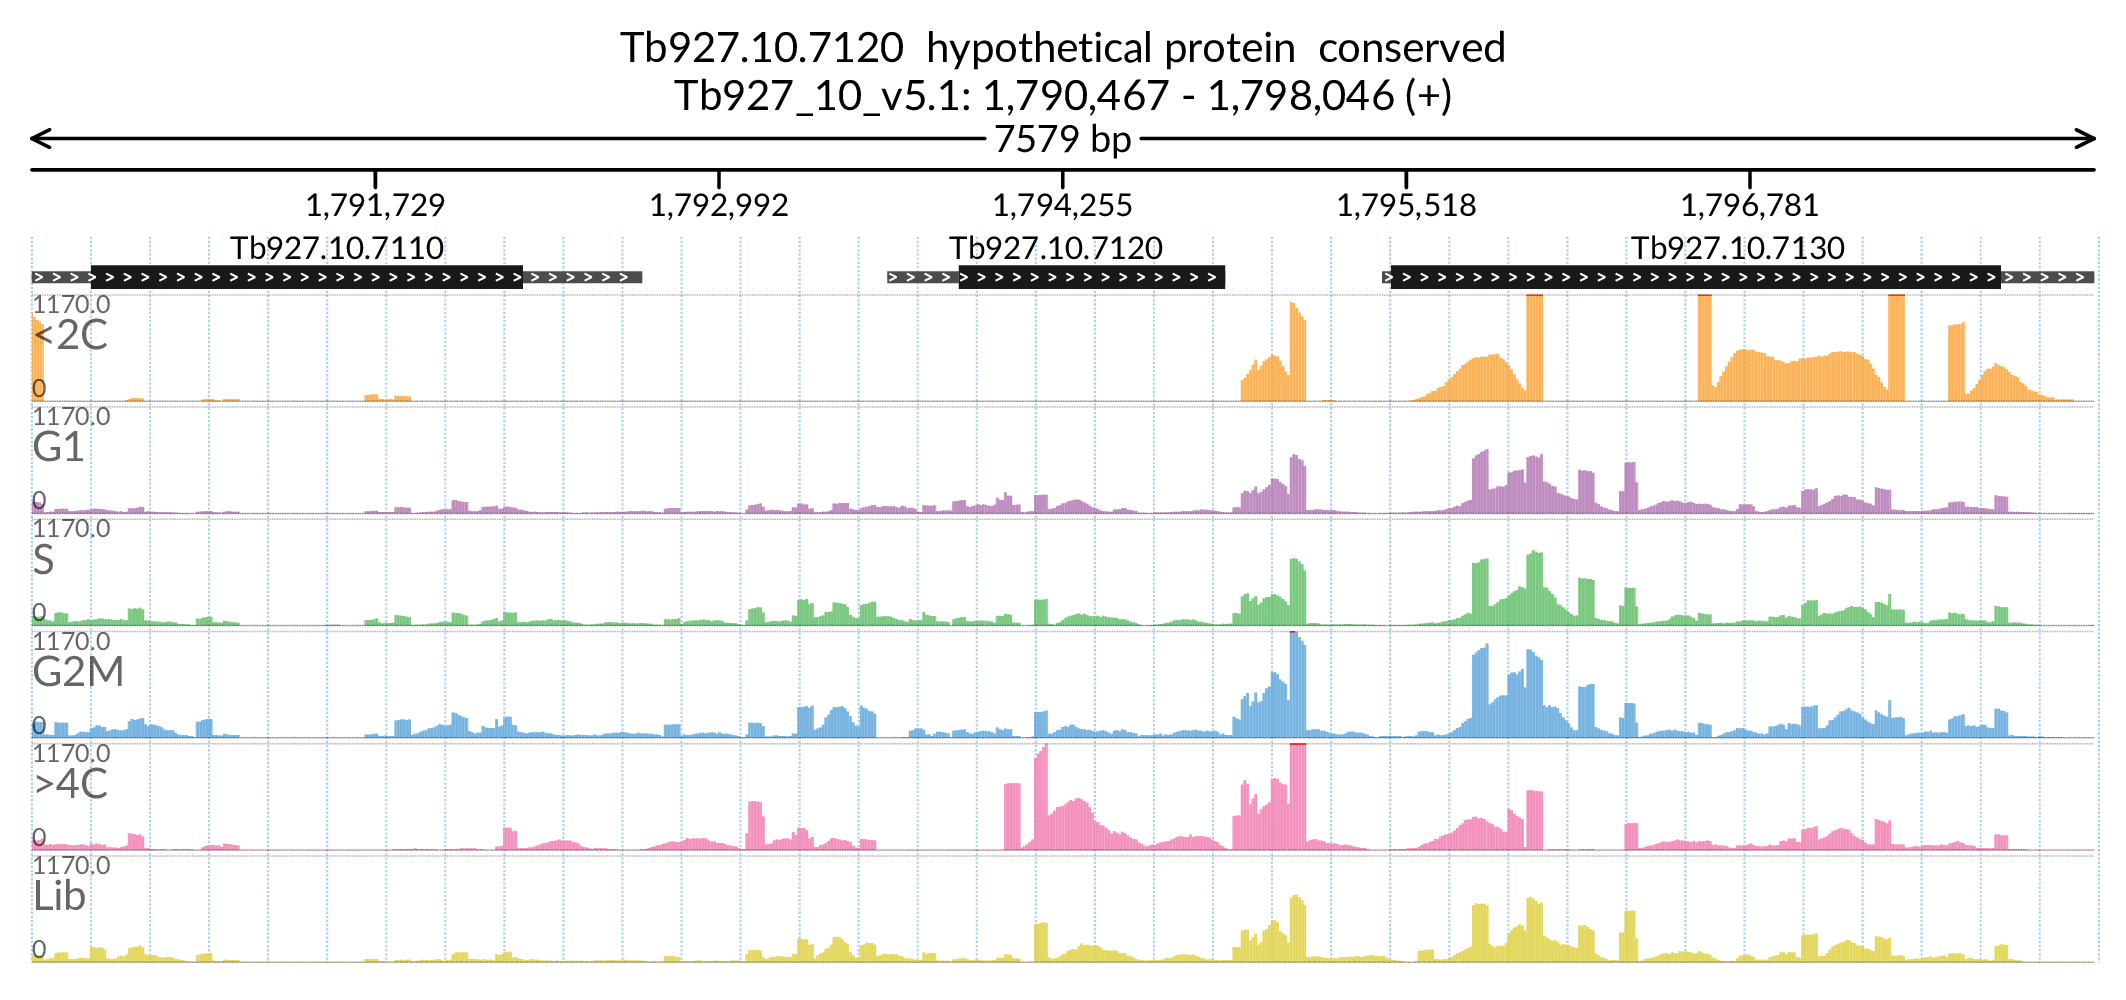 Tb927.10.7120  hypothetical protein  conserved
Tb927_10_v5.1: 1,790,467 - 1,798,046 (+)
7579 bp
1,791,729 1,792,992 1,794,255 1,795,518 1,796,781
Tb927.10.7110 Tb927.10.7120 Tb927.10.7130
1170.0
<2C
0
1170.0
G1
0
1170.0
S
0
1170.0
G2M
0
1170.0
>4C
0
1170.0
Lib
0